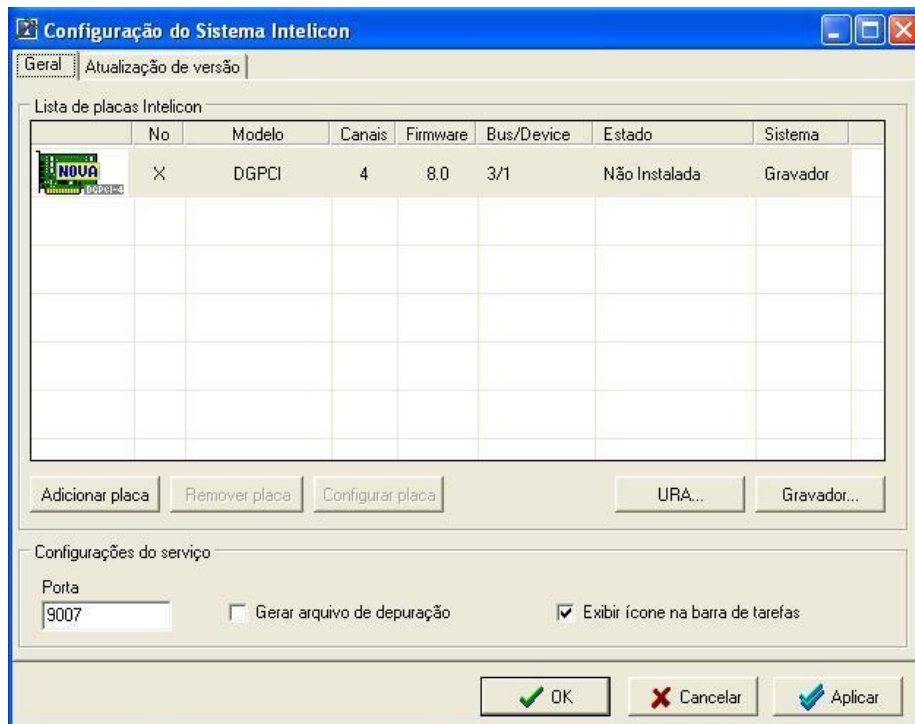 Configuração do Sistema Intelicon
Geral Atualização de versão
Lista de placas Intelicon
No Modelo Canais Firmware Bus/Device Estado Sistema
NOVA DGPCI-4 X DGPCI 4 8.0 3/1 Não Instalada Gravador
Adicionar placa Remover placa Configurar placa URA... Gravador...
Configurações do serviço
Porta
9007 Gerar arquivo de depuração Exibir ícone na barra de tarefas
OK Cancelar Aplicar